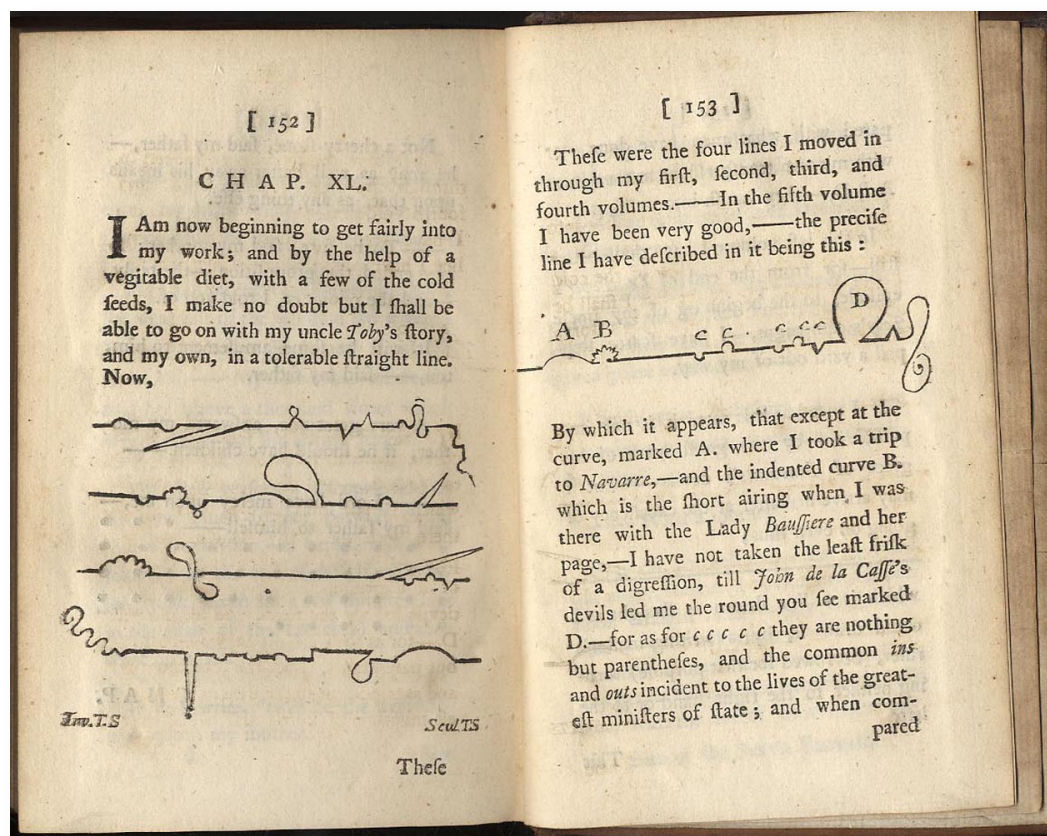 [ 152 ]
C H A P. XL.
I Am now beginning to get fairly into
my work; and by the help of a
vegitable diet, with a few of the cold
ſeeds, I make no doubt but I ſhall be
able to go on with my uncle Toby's ſtory,
and my own, in a tolerable ſtraight line.
Now,
Inv.T.S
Scul.T.S
Theſe
[ 153 ]
Theſe were the four lines I moved in
through my firſt, ſecond, third, and
fourth volumes.——In the fifth volume
I have been very good,——the preciſe
line I have deſcribed in it being this :
A B c c c c c D
By which it appears, that except at the
curve, marked A. where I took a trip
to Navarre,—and the indented curve B.
which is the ſhort airing when I was
there with the Lady Bauſſiere and her
page,—I have not taken the leaſt friſk
of a digreſſion, till John de la Caſſe's
devils led me the round you ſee marked
D.—for as for c c c c c they are nothing
but parentheſes, and the common ins
and outs incident to the lives of the great-
eſt miniſters of ſtate ; and when com-
pared